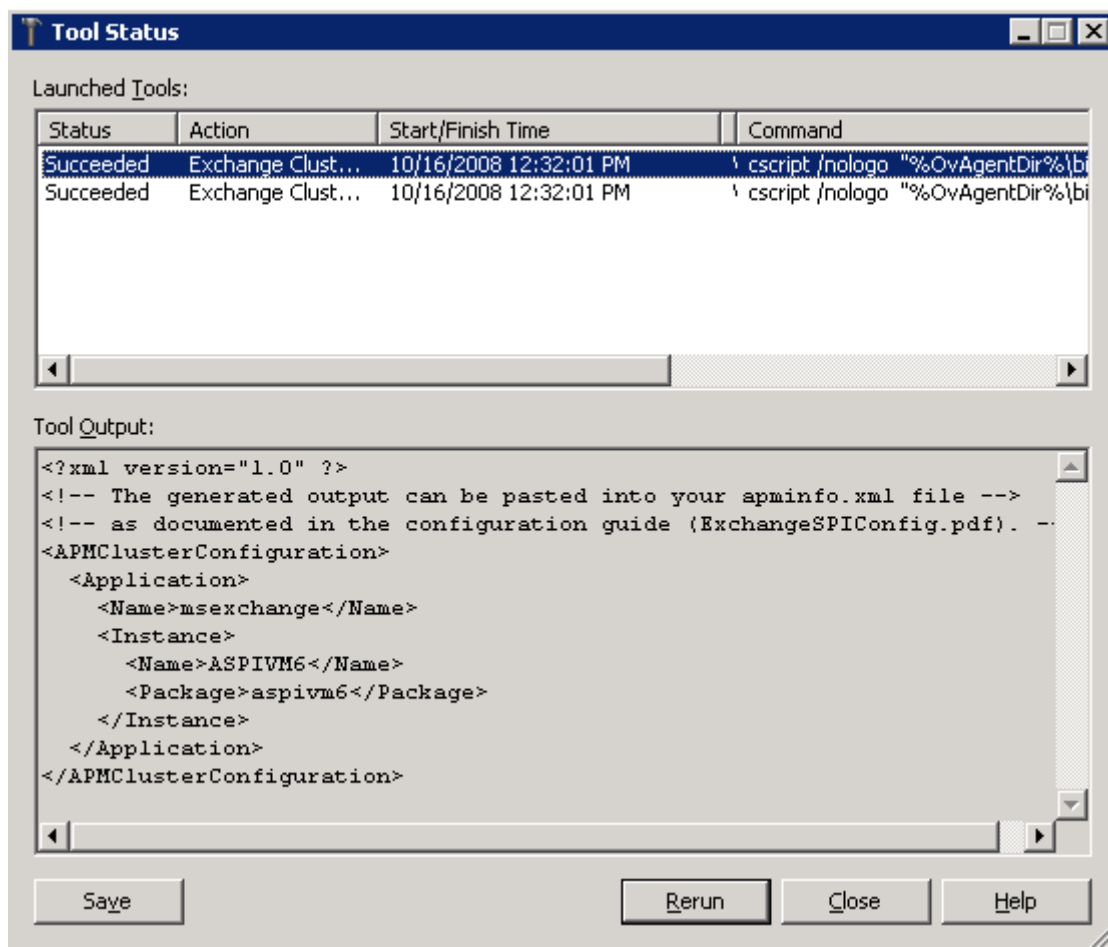 Tool Status
Launched Tools:
Status Action Start/Finish Time Command
Succeeded Exchange Clust... 10/16/2008 12:32:01 PM \ cscript /nologo "%OvAgentDir%\bi
Succeeded Exchange Clust... 10/16/2008 12:32:01 PM \ cscript /nologo "%OvAgentDir%\bi
Tool Output:
<?xml version="1.0" ?>
<!-- The generated output can be pasted into your apminfo.xml file -->
<!-- as documented in the configuration guide (ExchangeSPIConfig.pdf). --
<APMClusterConfiguration>
<Application>
<Name>msexchange</Name>
<Instance>
<Name>ASPIVM6</Name>
<Package>aspivm6</Package>
</Instance>
</Application>
</APMClusterConfiguration>
Save Rerun Close Help